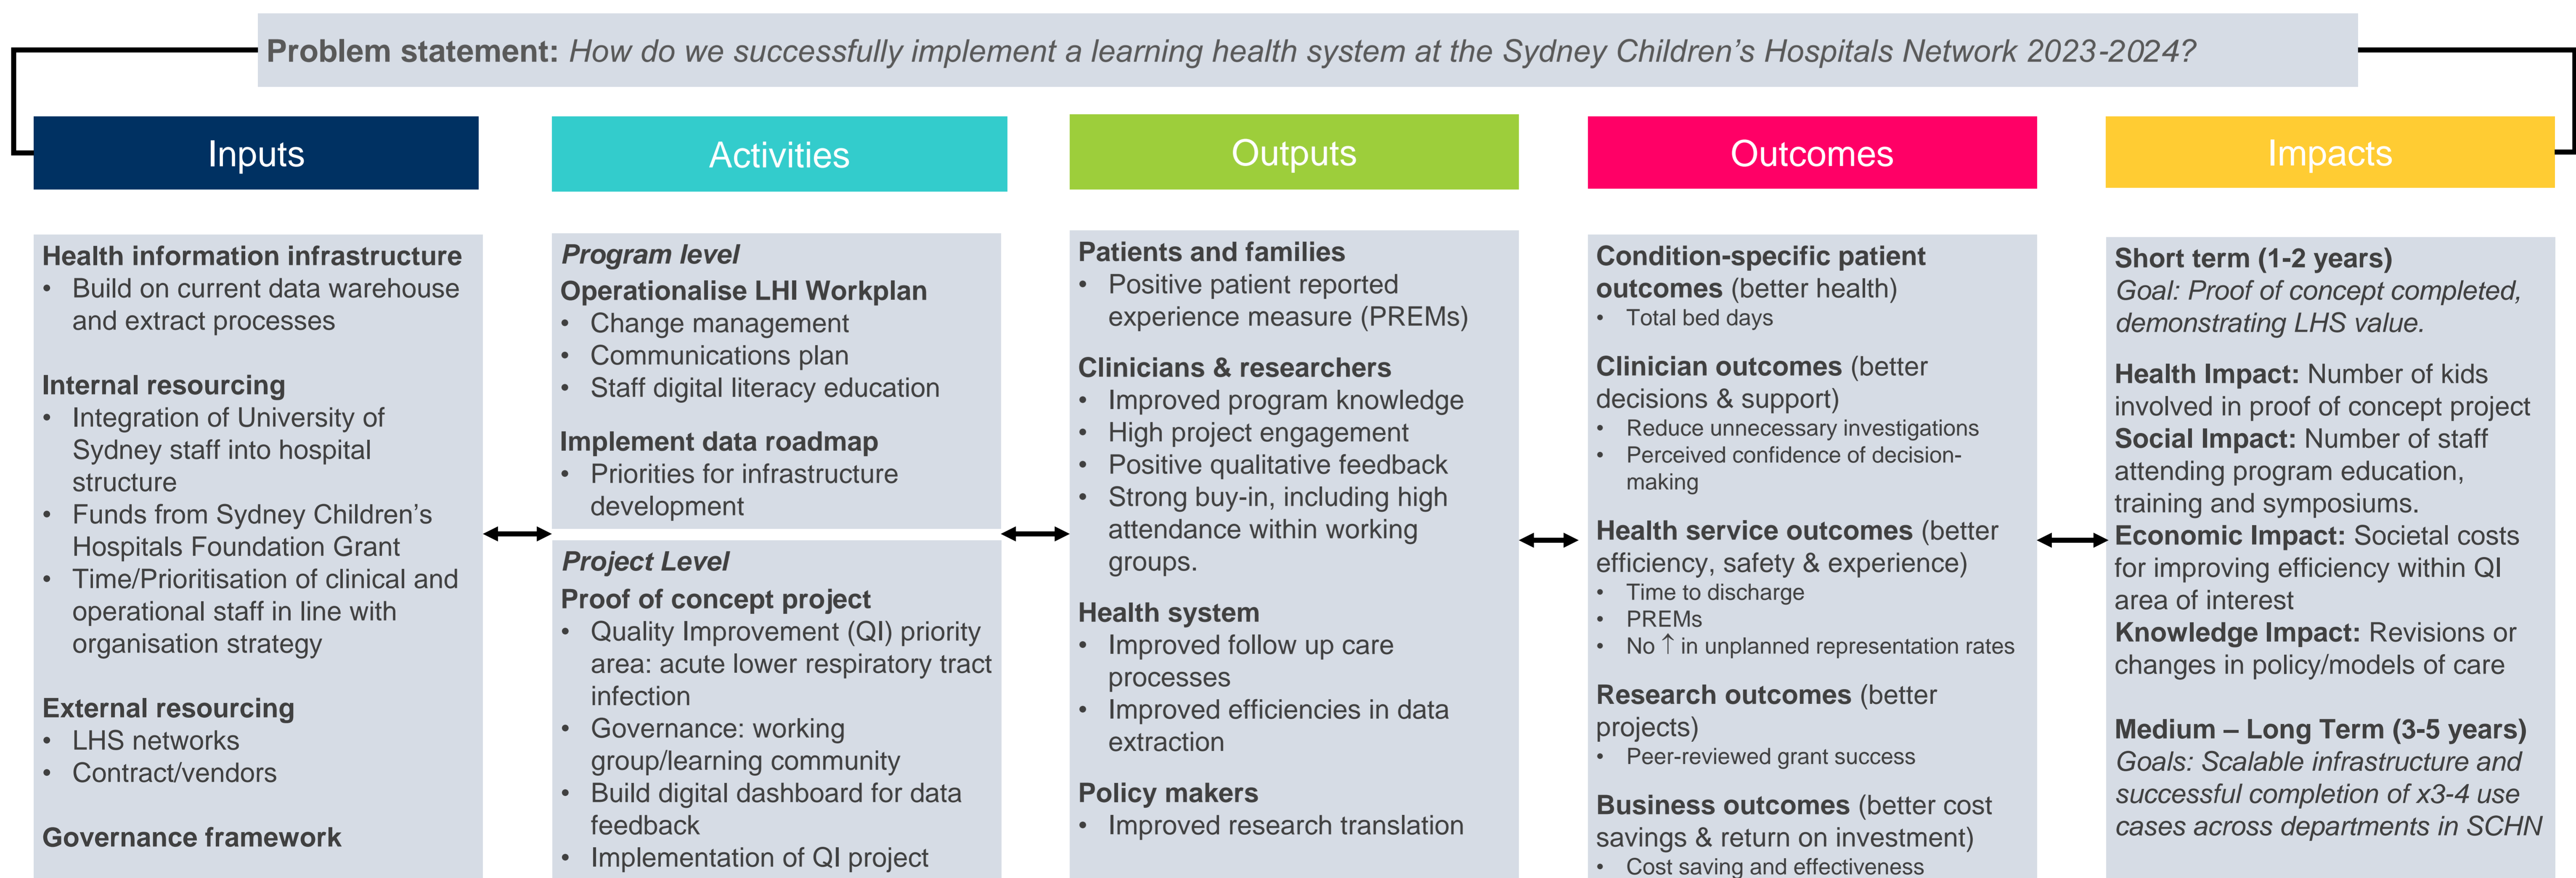 Problem statement: How do we successfully implement a learning health system at the Sydney Children's Hospitals Network 2023-2024?
Inputs
Health information infrastructure
• Build on current data warehouse
and extract processes
Internal resourcing
• Integration of University of
Sydney staff into hospital
structure
• Funds from Sydney Children's
Hospitals Foundation Grant
• Time/Prioritisation of clinical and
operational staff in line with
organisation strategy
External resourcing
• LHS networks
• Contract/vendors
Governance framework
Activities
Program level
Operationalise LHI Workplan
• Change management
• Communications plan
• Staff digital literacy education
Implement data roadmap
• Priorities for infrastructure
development
Project Level
Proof of concept project
• Quality Improvement (QI) priority
area: acute lower respiratory tract
infection
• Governance: working
group/learning community
• Build digital dashboard for data
feedback
• Implementation of QI project
Outputs
Patients and families
• Positive patient reported
experience measure (PREMs)
Clinicians & researchers
• Improved program knowledge
• High project engagement
• Positive qualitative feedback
• Strong buy-in, including high
attendance within working
groups.
Health system
• Improved follow up care
processes
• Improved efficiencies in data
extraction
Policy makers
• Improved research translation
Outcomes
Condition-specific patient
outcomes (better health)
• Total bed days
Clinician outcomes (better
decisions & support)
• Reduce unnecessary investigations
• Perceived confidence of decision-
making
Health service outcomes (better
efficiency, safety & experience)
• Time to discharge
• PREMs
• No ↑ in unplanned representation rates
Research outcomes (better
projects)
• Peer-reviewed grant success
Business outcomes (better cost
savings & return on investment)
• Cost saving and effectiveness
Impacts
Short term (1-2 years)
Goal: Proof of concept completed,
demonstrating LHS value.
Health Impact: Number of kids
involved in proof of concept project
Social Impact: Number of staff
attending program education,
training and symposiums.
Economic Impact: Societal costs
for improving efficiency within QI
area of interest
Knowledge Impact: Revisions or
changes in policy/models of care
Medium – Long Term (3-5 years)
Goals: Scalable infrastructure and
successful completion of x3-4 use
cases across departments in SCHN